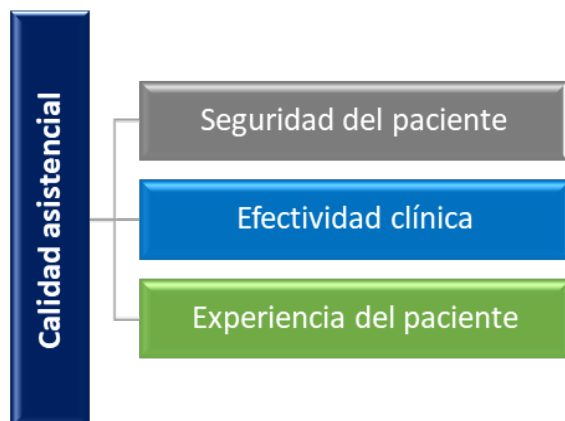 Calidad asistencial
Seguridad del paciente
Efectividad clínica
Experiencia del paciente